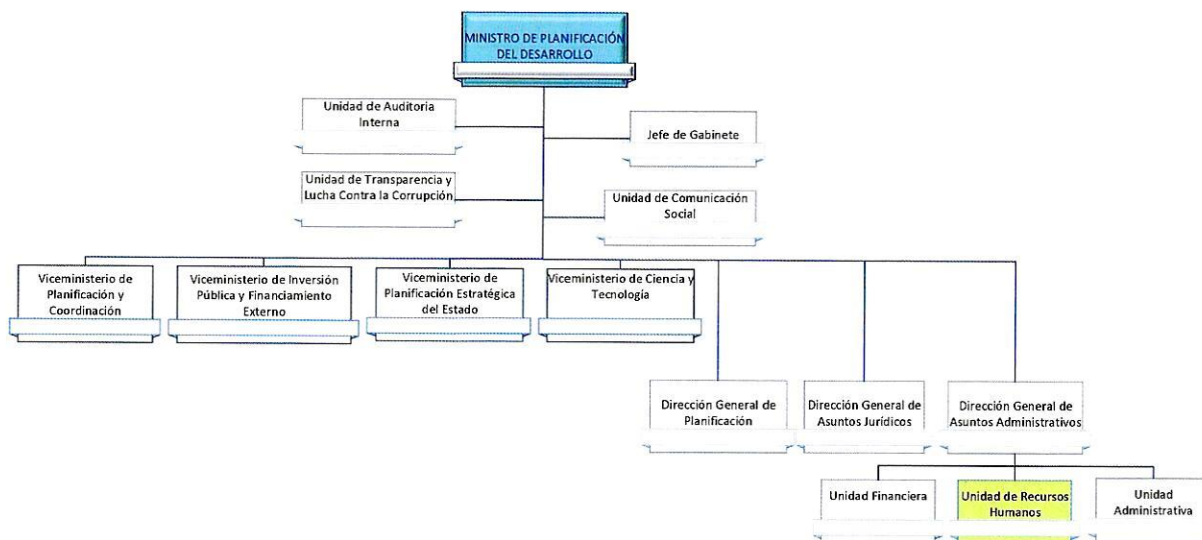 MINISTRO DE PLANIFICACIÓN
DEL DESARROLLO
Unidad de Auditoria
Interna
Jefe de Gabinete
Unidad de Transparencia y
Lucha Contra la Corrupción
Unidad de Comunicación
Social
Viceministerio de
Planificación y
Coordinación
Viceministerio de Inversión
Pública y Financiamiento
Externo
Viceministerio de
Planificación Estratégica
del Estado
Viceministerio de Ciencia y
Tecnología
Dirección General de
Planificación
Dirección General de
Asuntos Jurídicos
Dirección General de
Asuntos Administrativos
Unidad Financiera
Unidad de Recursos
Humanos
Unidad
Administrativa